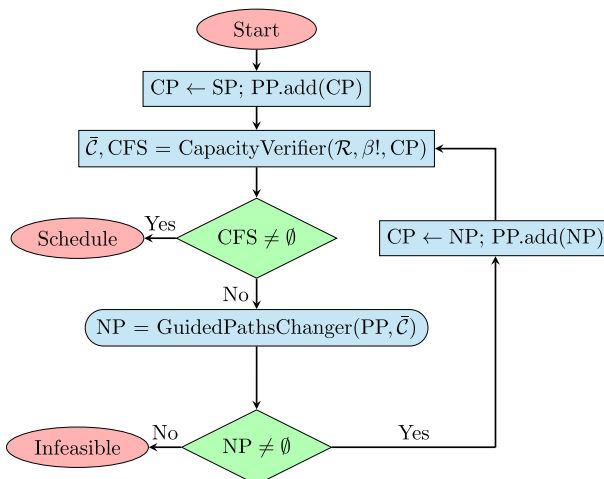 Start
CP ← SP; PP.add(CP)
C̄, CFS = CapacityVerifier(ℛ, β!, CP)
Yes
Schedule
CFS ≠ ∅
CP ← NP; PP.add(NP)
No
NP = GuidedPathsChanger(PP, C̄)
No
Yes
Infeasible
NP ≠ ∅